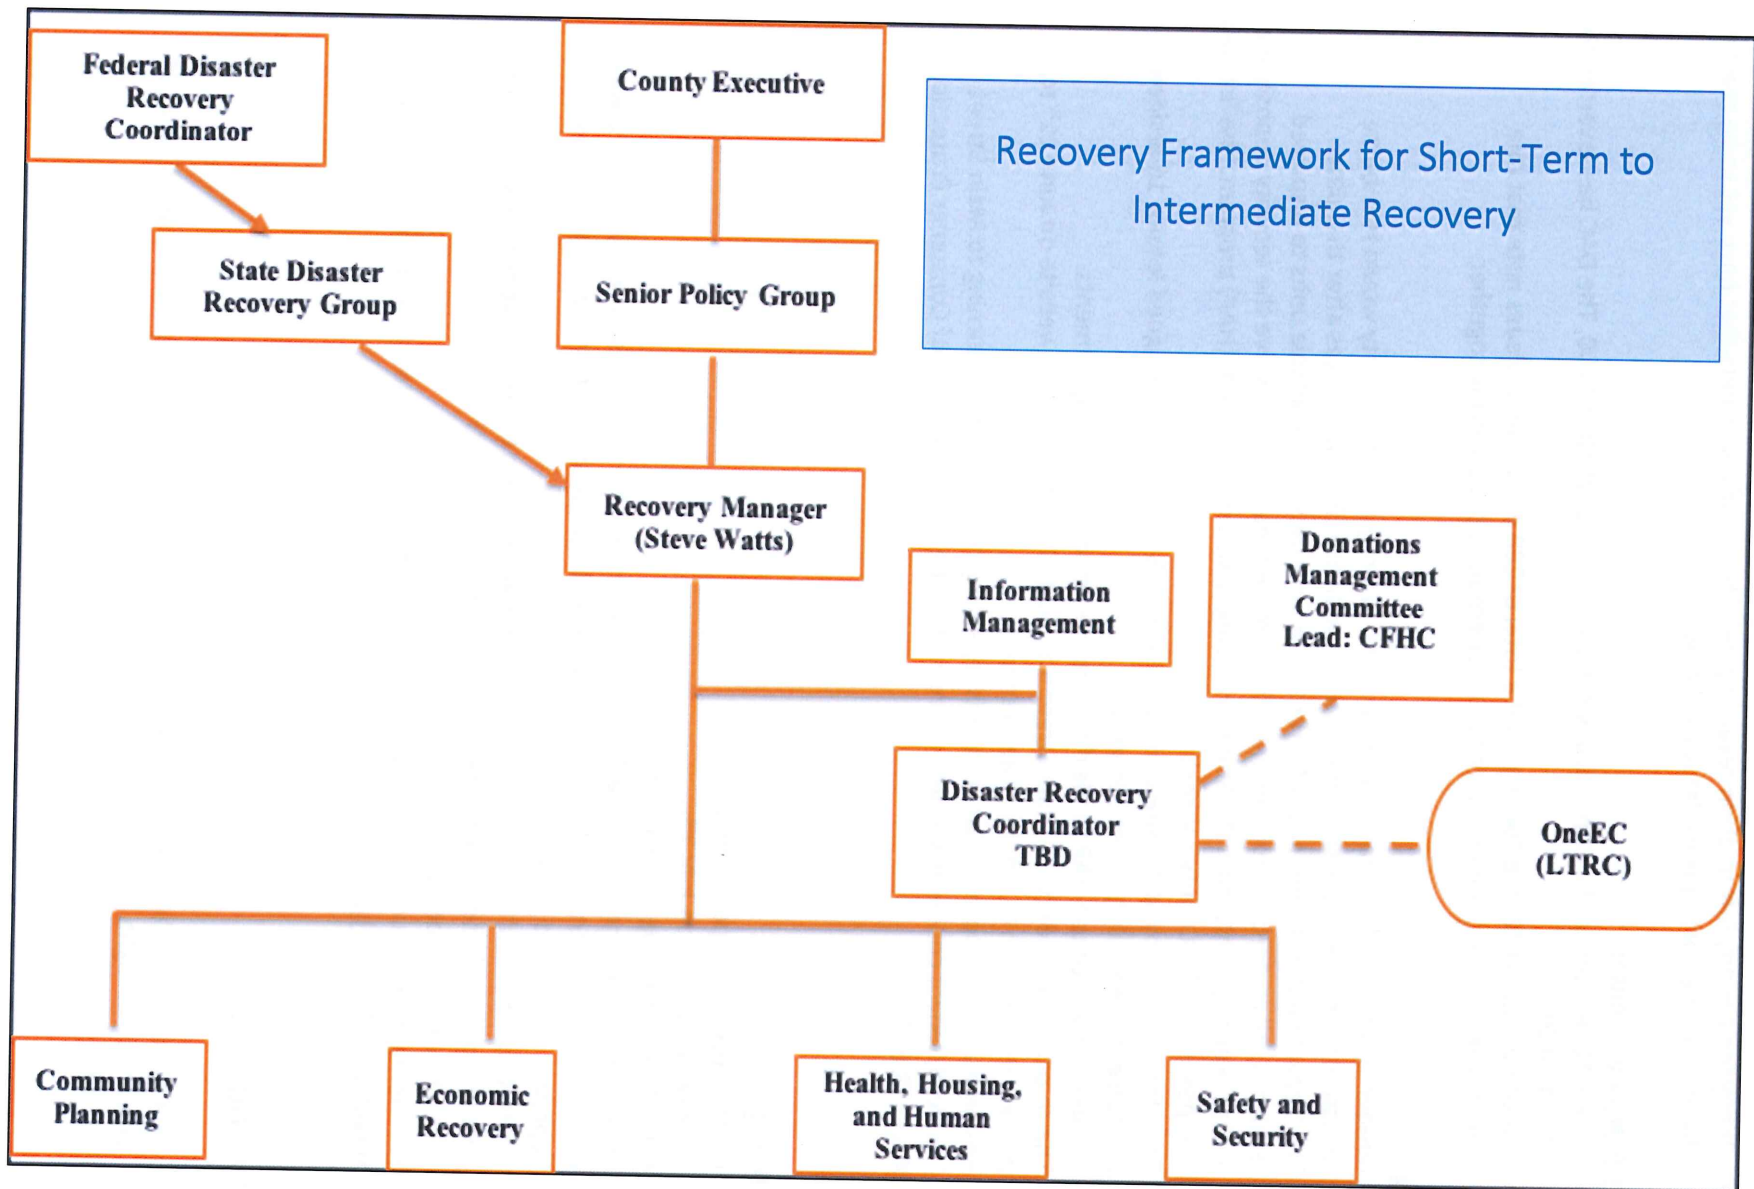 Federal Disaster
Recovery
Coordinator
County Executive
Recovery Framework for Short-Term to
Intermediate Recovery
State Disaster
Recovery Group
Senior Policy Group
Recovery Manager
(Steve Watts)
Information
Management
Donations
Management
Committee
Lead: CFHC
Disaster Recovery
Coordinator
TBD
OneEC
(LTRC)
Community
Planning
Economic
Recovery
Health, Housing,
and Human
Services
Safety and
Security